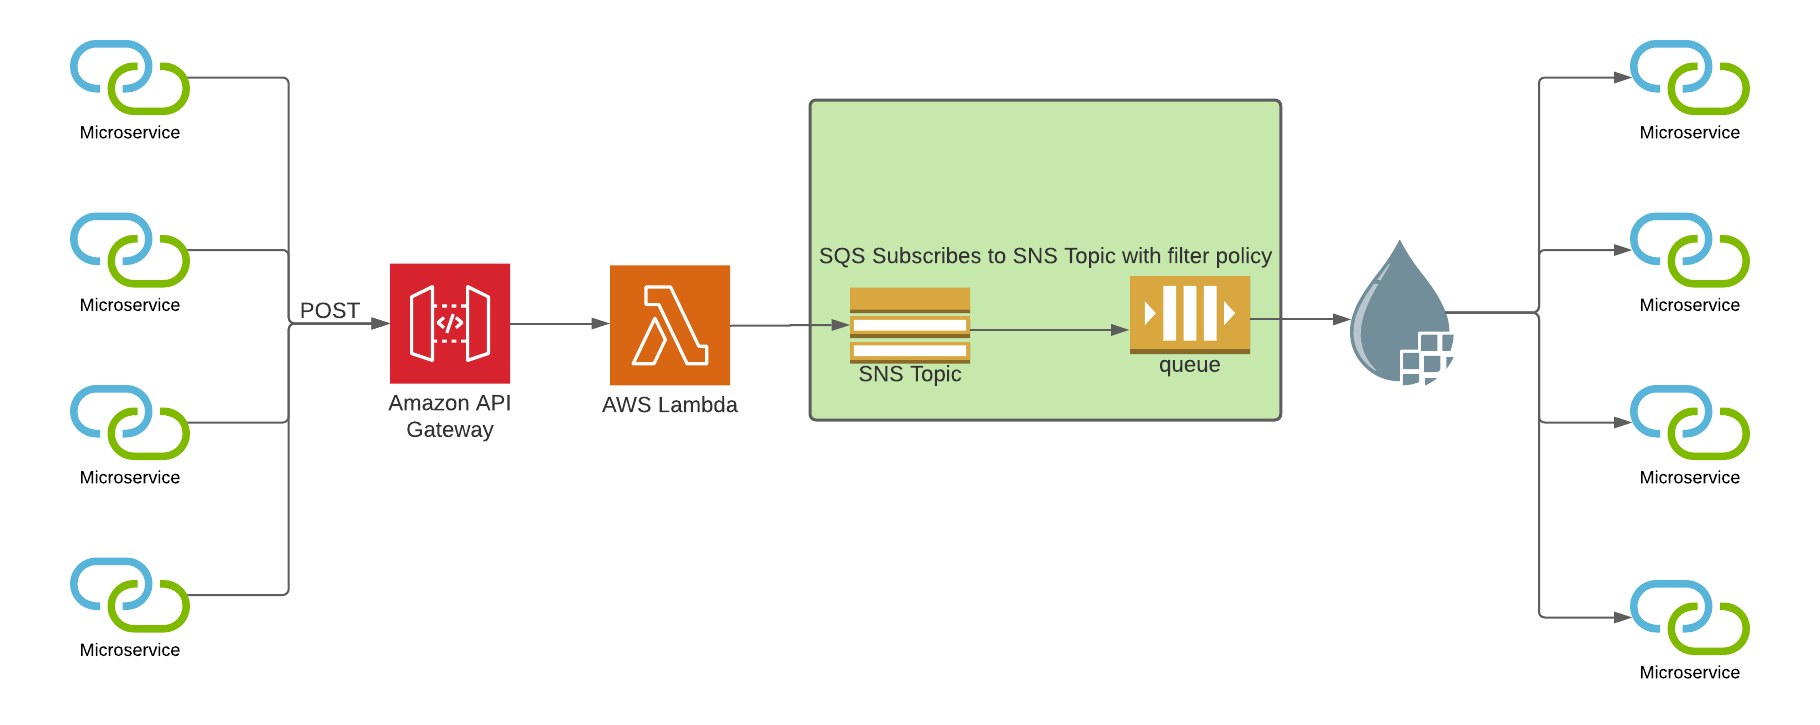 Microservice
Microservice
Microservice
Microservice
POST
Amazon API
Gateway
AWS Lambda
SQS Subscribes to SNS Topic with filter policy
SNS Topic
queue
Microservice
Microservice
Microservice
Microservice